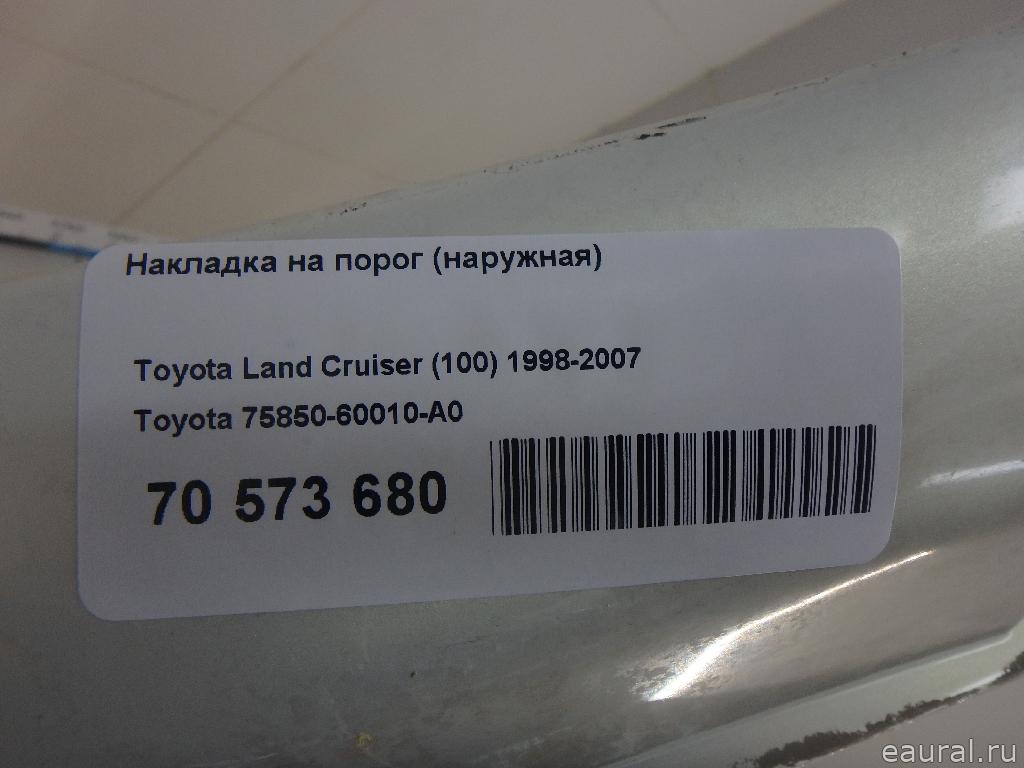 Накладка на порог (наружная)
Toyota Land Cruiser (100) 1998-2007
Toyota 75850-60010-A0
70 573 680
eaural.ru